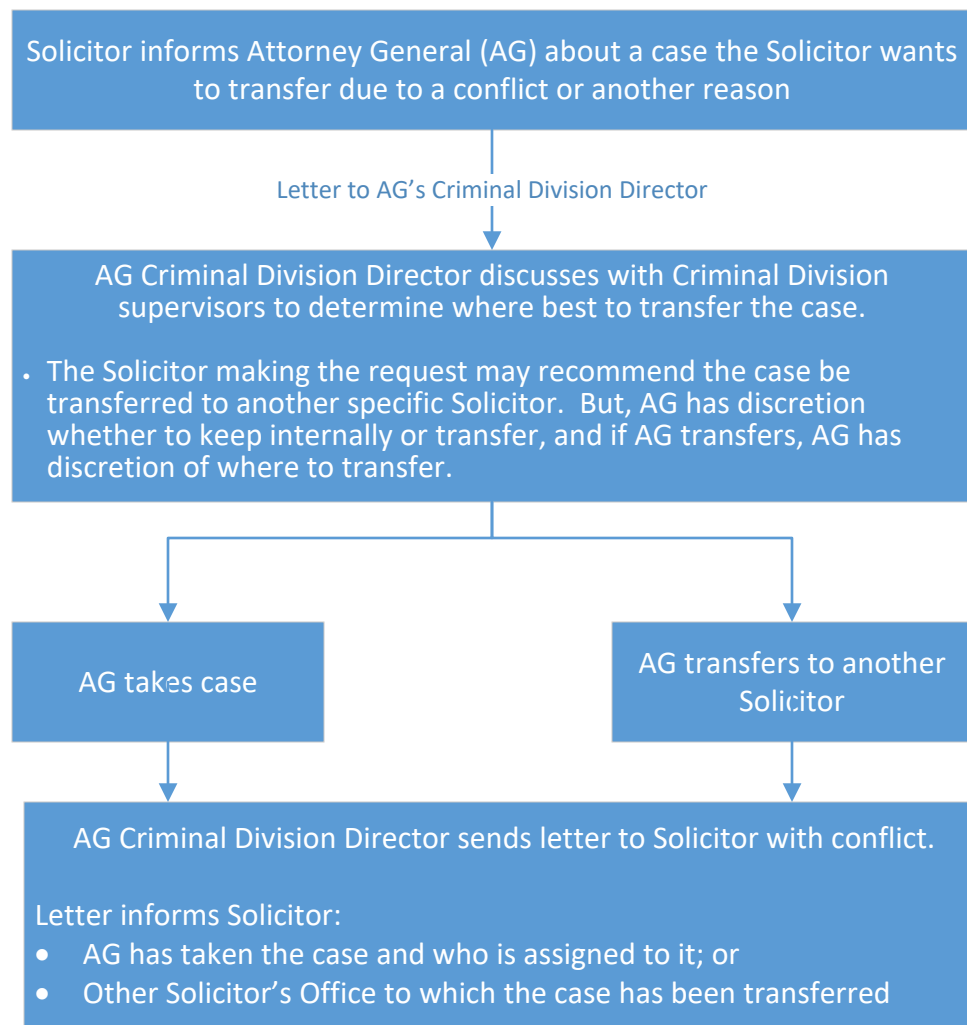 Solicitor informs Attorney General (AG) about a case the Solicitor wants
to transfer due to a conflict or another reason
Letter to AG's Criminal Division Director
AG Criminal Division Director discusses with Criminal Division
supervisors to determine where best to transfer the case.
• The Solicitor making the request may recommend the case be
transferred to another specific Solicitor.  But, AG has discretion
whether to keep internally or transfer, and if AG transfers, AG has
discretion of where to transfer.
AG takes case
AG transfers to another
Solicitor
AG Criminal Division Director sends letter to Solicitor with conflict.
Letter informs Solicitor:
• AG has taken the case and who is assigned to it; or
• Other Solicitor's Office to which the case has been transferred